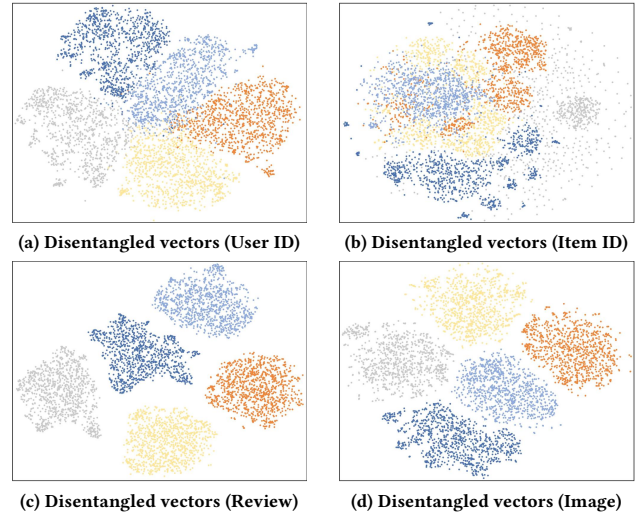 (a) Disentangled vectors (User ID)
(b) Disentangled vectors (Item ID)
(c) Disentangled vectors (Review)
(d) Disentangled vectors (Image)